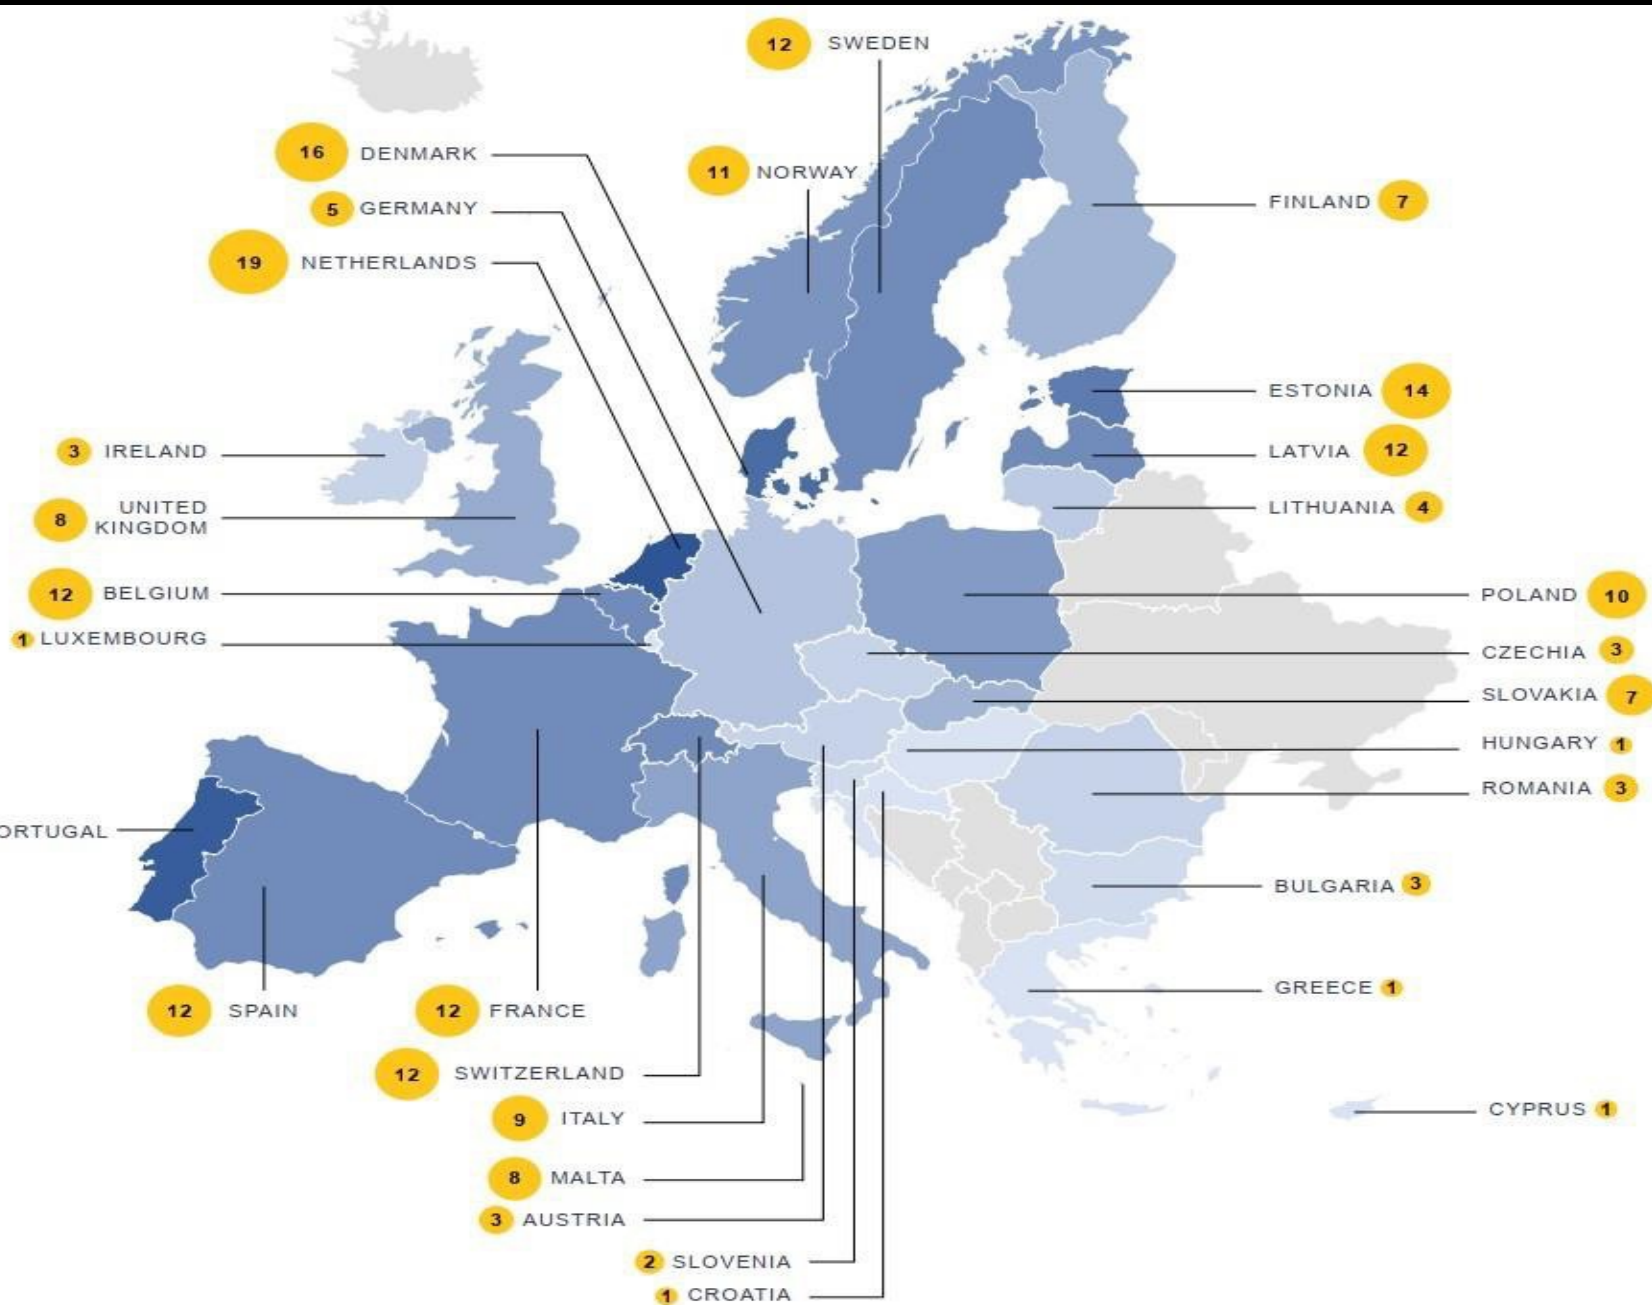 12 SWEDEN
16 DENMARK
11 NORWAY
5 GERMANY
FINLAND 7
19 NETHERLANDS
ESTONIA 14
3 IRELAND
LATVIA 12
8 UNITED
KINGDOM
LITHUANIA 4
12 BELGIUM
POLAND 10
1 LUXEMBOURG
CZECHIA 3
SLOVAKIA 7
HUNGARY 1
ROMANIA 3
ORTUGAL
BULGARIA 3
GREECE 1
12 SPAIN
12 FRANCE
12 SWITZERLAND
9 ITALY
CYPRUS 1
8 MALTA
3 AUSTRIA
2 SLOVENIA
1 CROATIA